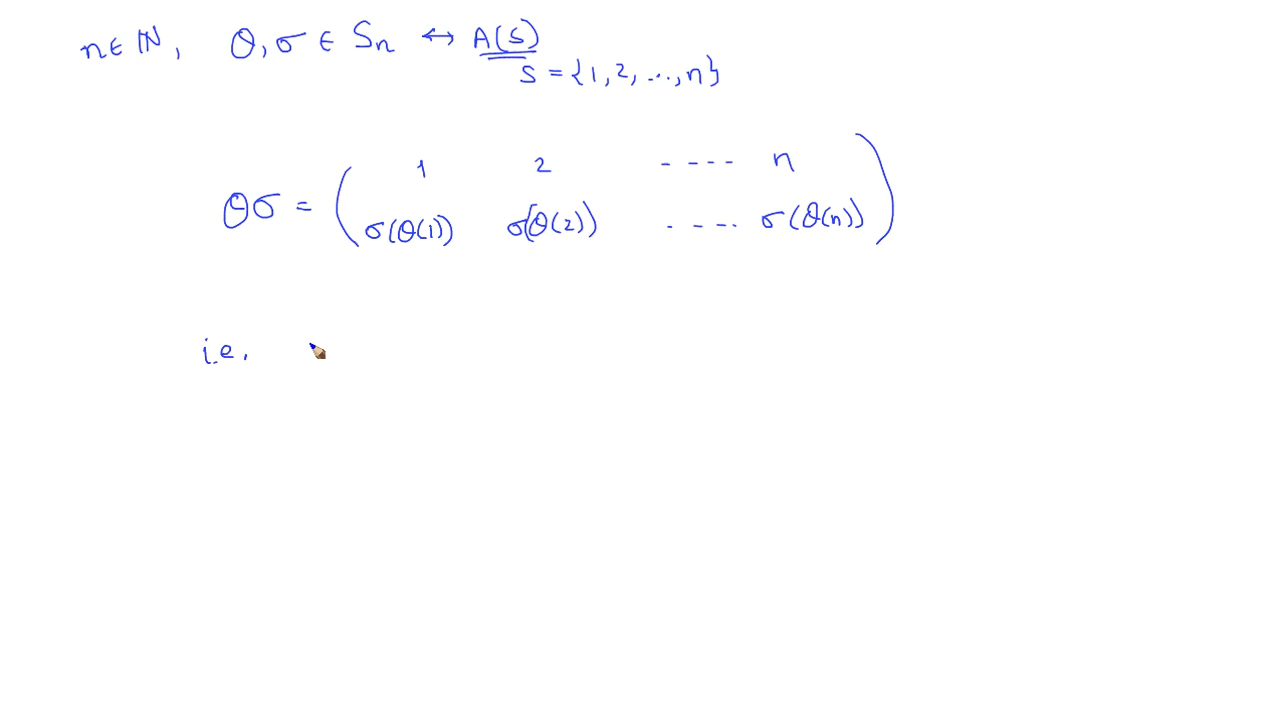 n ∈ ℕ, θ, σ ∈ Sn ↔ A(S)
S = {1, 2, ..., n}
1 2 ---- n
θσ = ( σ(θ(1)) σ(θ(2)) ---- σ(θ(n)) )
i.e.